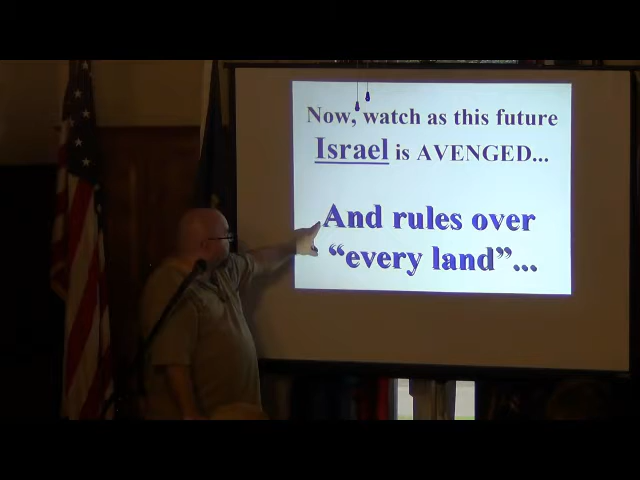 Now, watch as this future
Israel is AVENGED...
And rules over
“every land”...